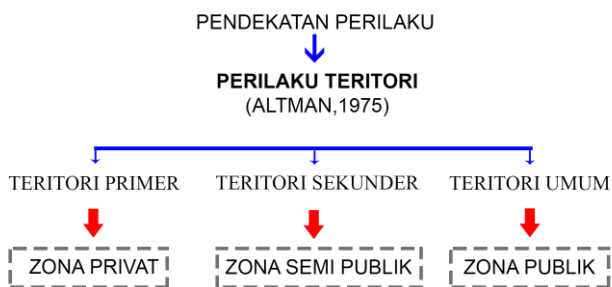 PENDEKATAN PERILAKU
PERILAKU TERITORI
(ALTMAN,1975)
TERITORI PRIMER
TERITORI SEKUNDER
TERITORI UMUM
ZONA PRIVAT
ZONA SEMI PUBLIK
ZONA PUBLIK